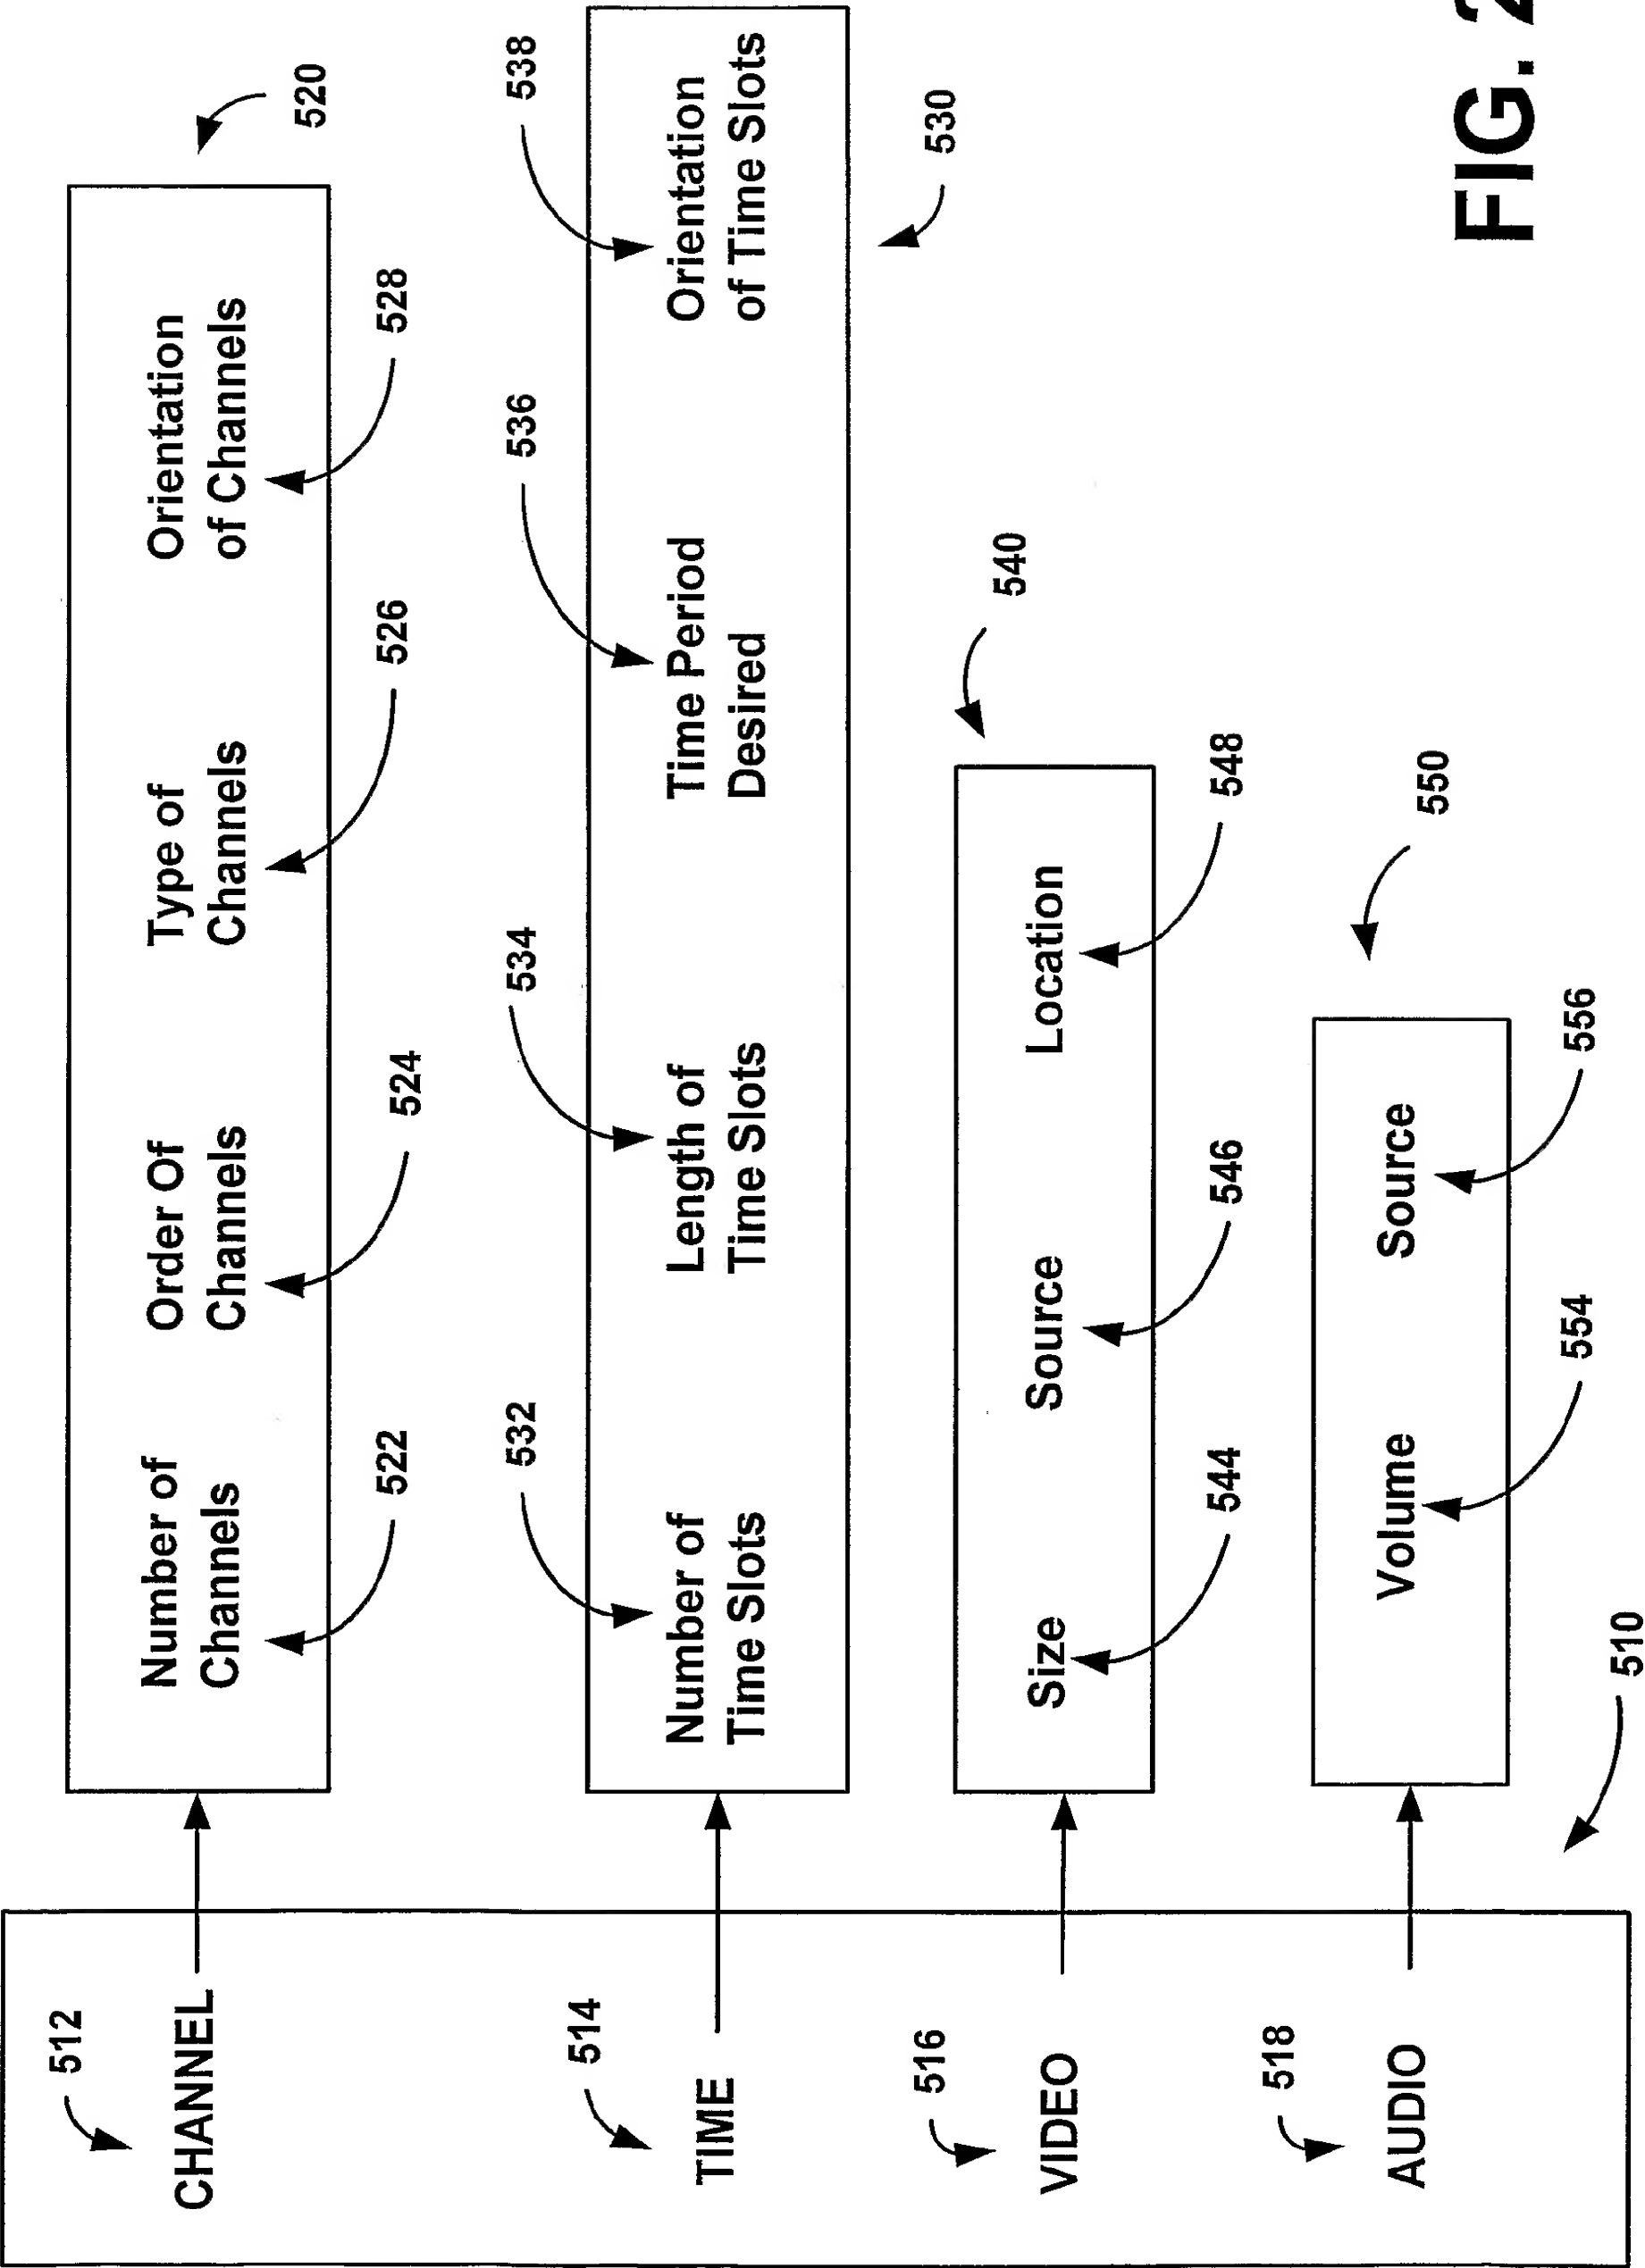 520
Number of
Channels
Order Of
Channels
Type of
Channels
Orientation
of Channels
512
CHANNEL
522
524
526
528
532
534
536
538
Number of
Time Slots
Length of
Time Slots
Time Period
Desired
Orientation
of Time Slots
514
TIME
530
540
Size
Source
Location
516
VIDEO
544
546
548
550
Volume
Source
518
AUDIO
554
556
510
FIG.